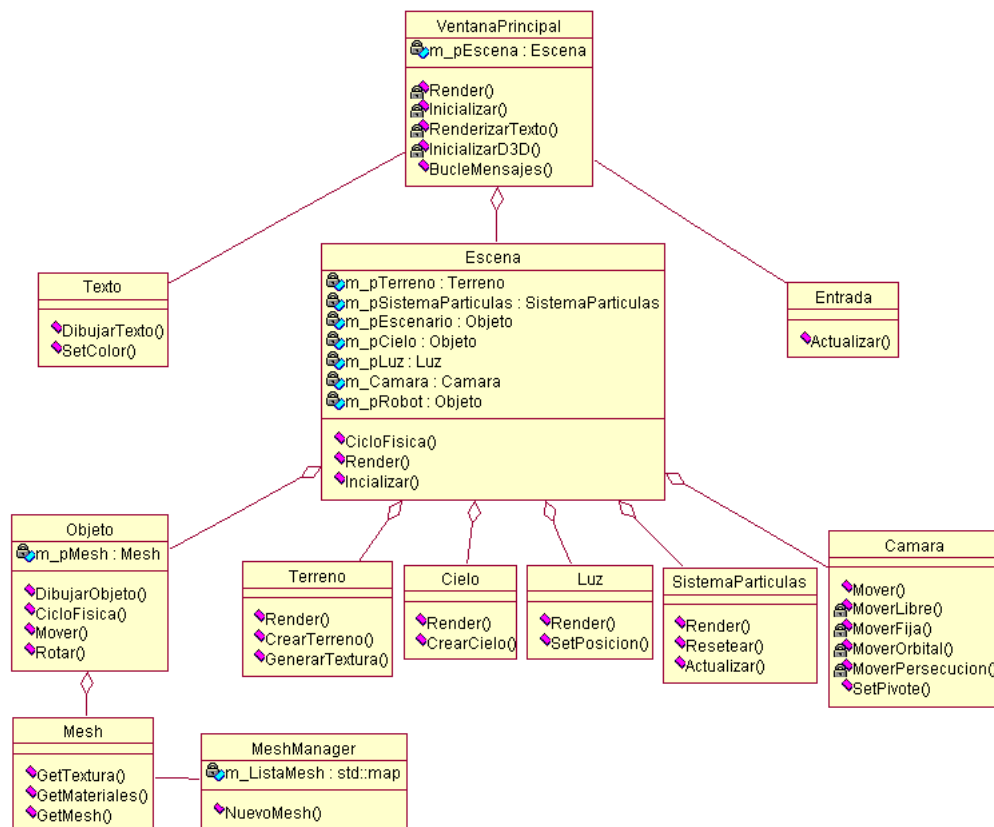 VentanaPrincipal
m_pEscena : Escena
Render()
Inicializar()
RenderizarTexto()
InicializarD3D()
BucleMensajes()
Texto
DibujarTexto()
SetColor()
Escena
m_pTerreno : Terreno
m_pSistemaParticulas : SistemaParticulas
m_pEscenario : Objeto
m_pCielo : Objeto
m_pLuz : Luz
m_Camara : Camara
m_pRobot : Objeto
CicloFisica()
Render()
Incializar()
Entrada
Actualizar()
Objeto
m_pMesh : Mesh
DibujarObjeto()
CicloFisica()
Mover()
Rotar()
Terreno
Render()
CrearTerreno()
GenerarTextura()
Cielo
Render()
CrearCielo()
Luz
Render()
SetPosicion()
SistemaParticulas
Render()
Resetear()
Actualizar()
Camara
Mover()
MoverLibre()
MoverFija()
MoverOrbital()
MoverPersecucion()
SetPivote()
Mesh
GetTextura()
GetMateriales()
GetMesh()
MeshManager
m_ListaMesh : std::map
NuevoMesh()